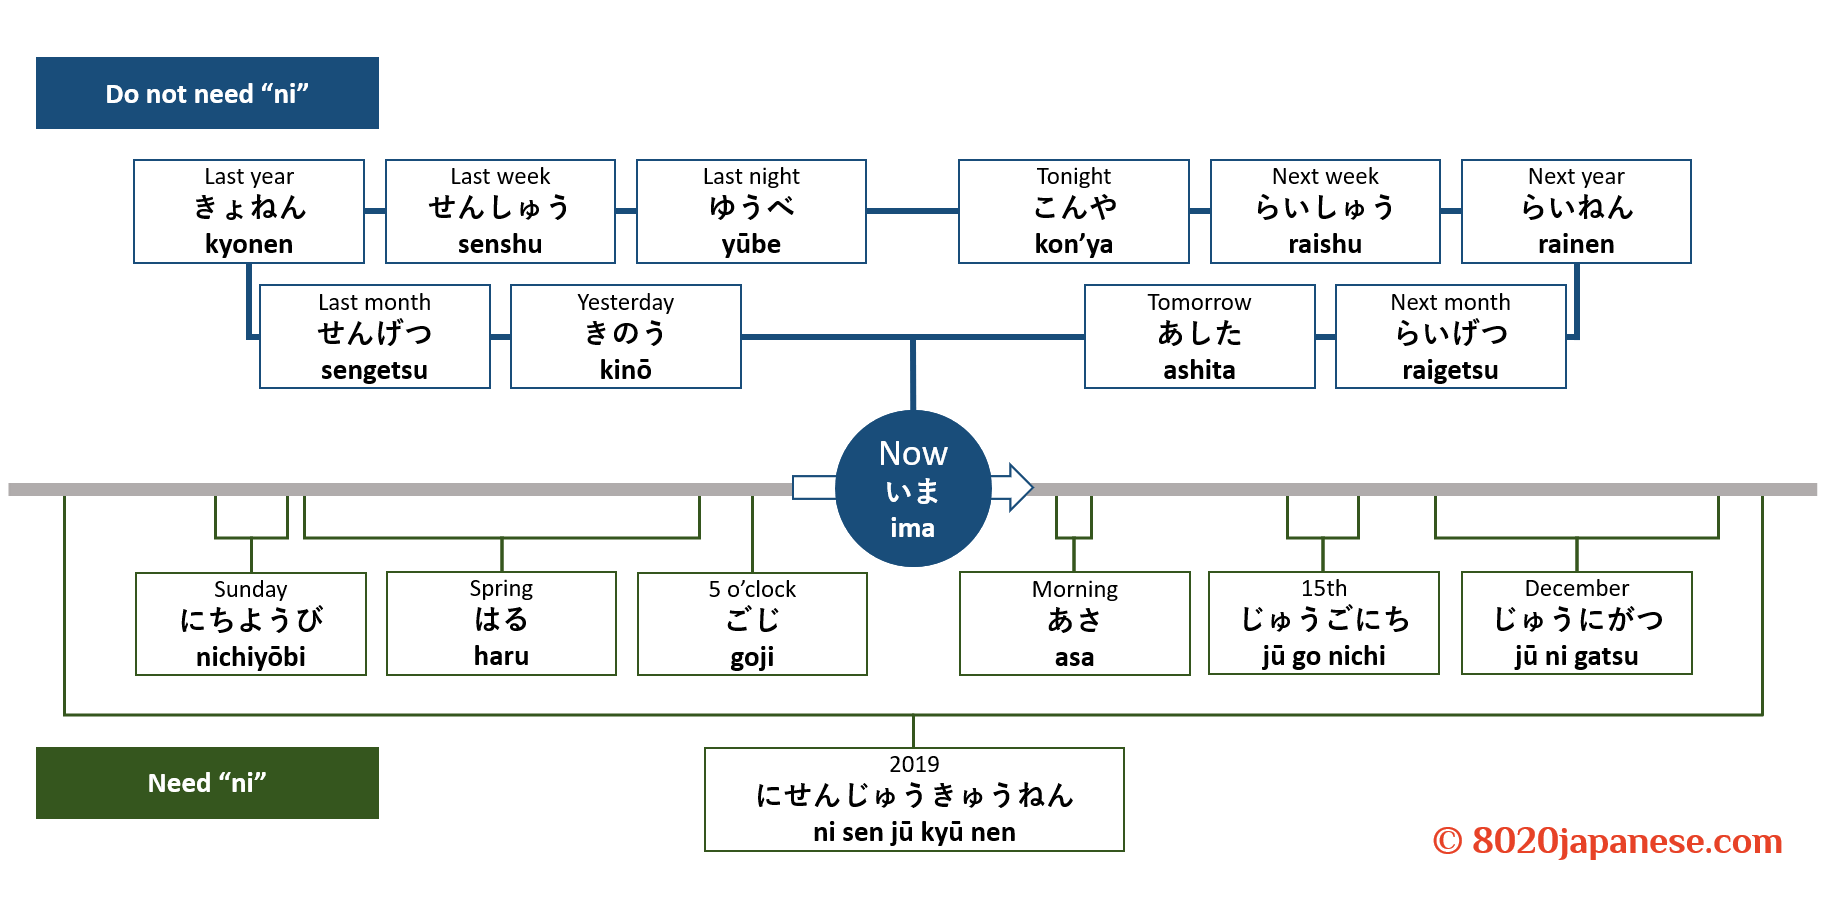 Do not need “ni”
Last year
きょねん
kyonen
Last week
せんしゅう
senshu
Last night
ゆうべ
yūbe
Tonight
こんや
kon’ya
Next week
らいしゅう
raishu
Next year
らいねん
rainen
Last month
せんげつ
sengetsu
Yesterday
きのう
kinō
Tomorrow
あした
ashita
Next month
らいげつ
raigetsu
Now
いま
ima
Sunday
にちようび
nichiyōbi
Spring
はる
haru
5 o’clock
ごじ
goji
Morning
あさ
asa
15th
じゅうごにち
jū go nichi
December
じゅうにがつ
jū ni gatsu
Need “ni”
2019
にせんじゅうきゅうねん
ni sen jū kyū nen
© 8020japanese.com